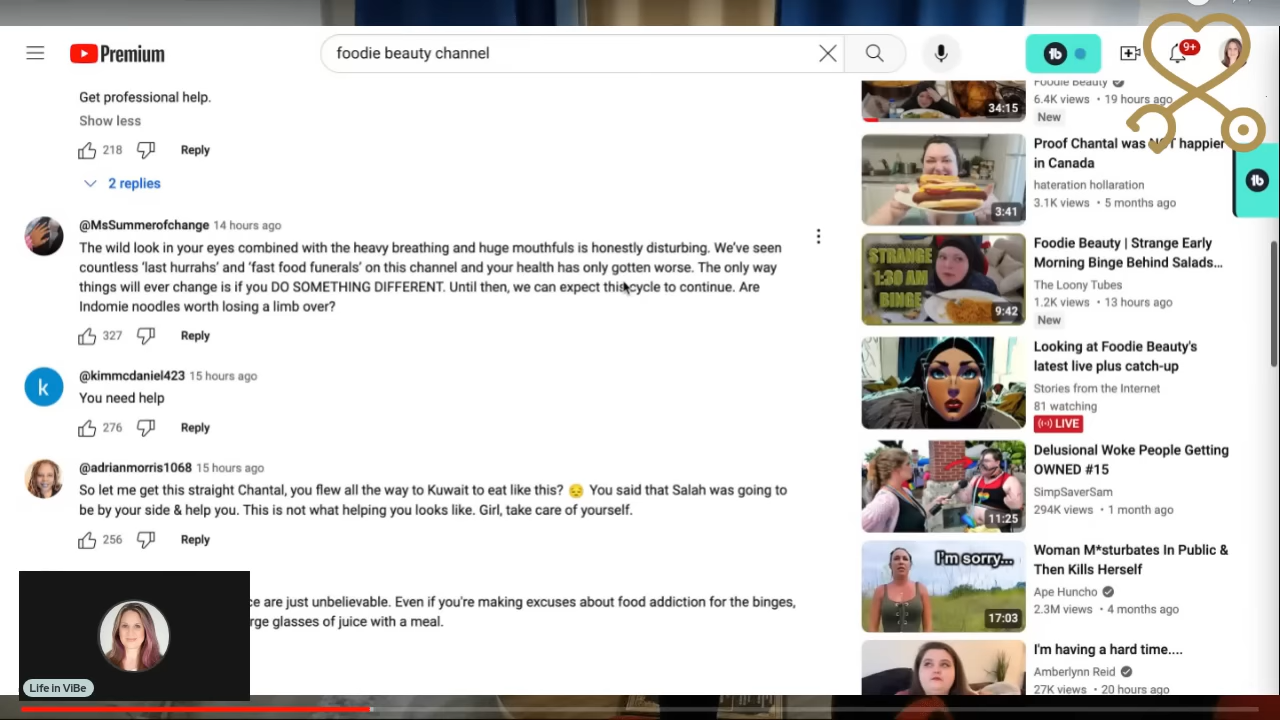 Premium
foodie beauty channel
9+
Get professional help.
Show less
218
Reply
2 replies
@MsSummerofchange 14 hours ago
The wild look in your eyes combined with the heavy breathing and huge mouthfuls is honestly disturbing. We've seen
countless 'last hurrahs' and 'fast food funerals' on this channel and your health has only gotten worse. The only way
things will ever change is if you DO SOMETHING DIFFERENT. Until then, we can expect this cycle to continue. Are
Indomie noodles worth losing a limb over?
327
Reply
k
@kimmcdaniel423 15 hours ago
You need help
276
Reply
@adrianmorris1068 15 hours ago
So let me get this straight Chantal, you flew all the way to Kuwait to eat like this? 😔 You said that Salah was going to
be by your side & help you. This is not what helping you looks like. Girl, take care of yourself.
256
Reply
ce are just unbelievable. Even if you're making excuses about food addiction for the binges,
rge glasses of juice with a meal.
Life in ViBe
34:15
Foodie Beauty
6.4K views • 19 hours ago
New
3:41
Proof Chantal was NOT happier
in Canada
hateration hollaration
3.1K views • 5 months ago
STRANGE
1:30 AM
BINGE
9:42
Foodie Beauty | Strange Early
Morning Binge Behind Salads...
The Loony Tubes
1.2K views • 13 hours ago
New
Looking at Foodie Beauty's
latest live plus catch-up
Stories from the Internet
81 watching
LIVE
11:25
Delusional Woke People Getting
OWNED #15
SimpSaverSam
294K views • 1 month ago
I'm sorry...
17:03
Woman M*sturbates In Public &
Then Kills Herself
Ape Huncho
2.3M views • 4 months ago
I'm having a hard time....
Amberlynn Reid
27K views • 20 hours ago